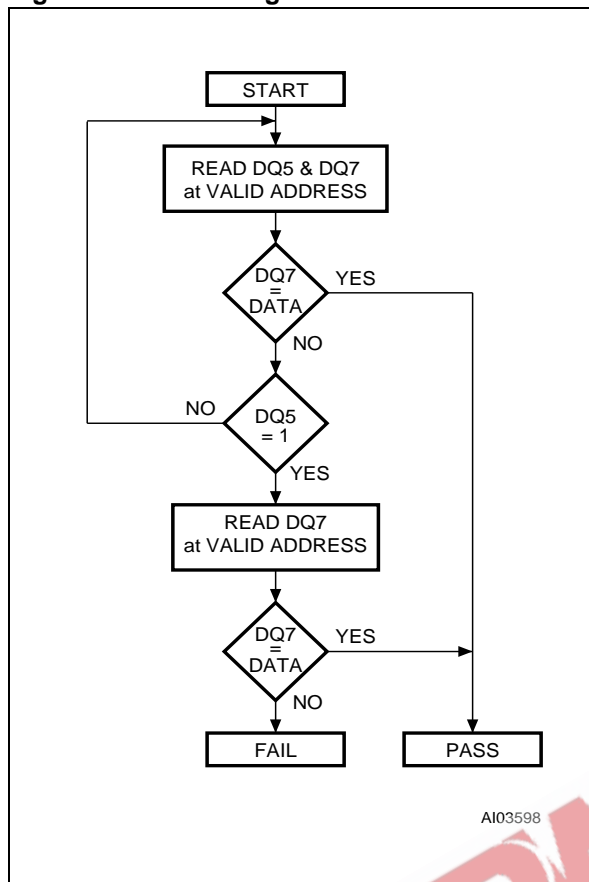 START
READ DQ5 & DQ7
at VALID ADDRESS
DQ7
=
DATA
YES
NO
NO
DQ5
= 1
YES
READ DQ7
at VALID ADDRESS
DQ7
=
DATA
YES
NO
FAIL
PASS
AI03598